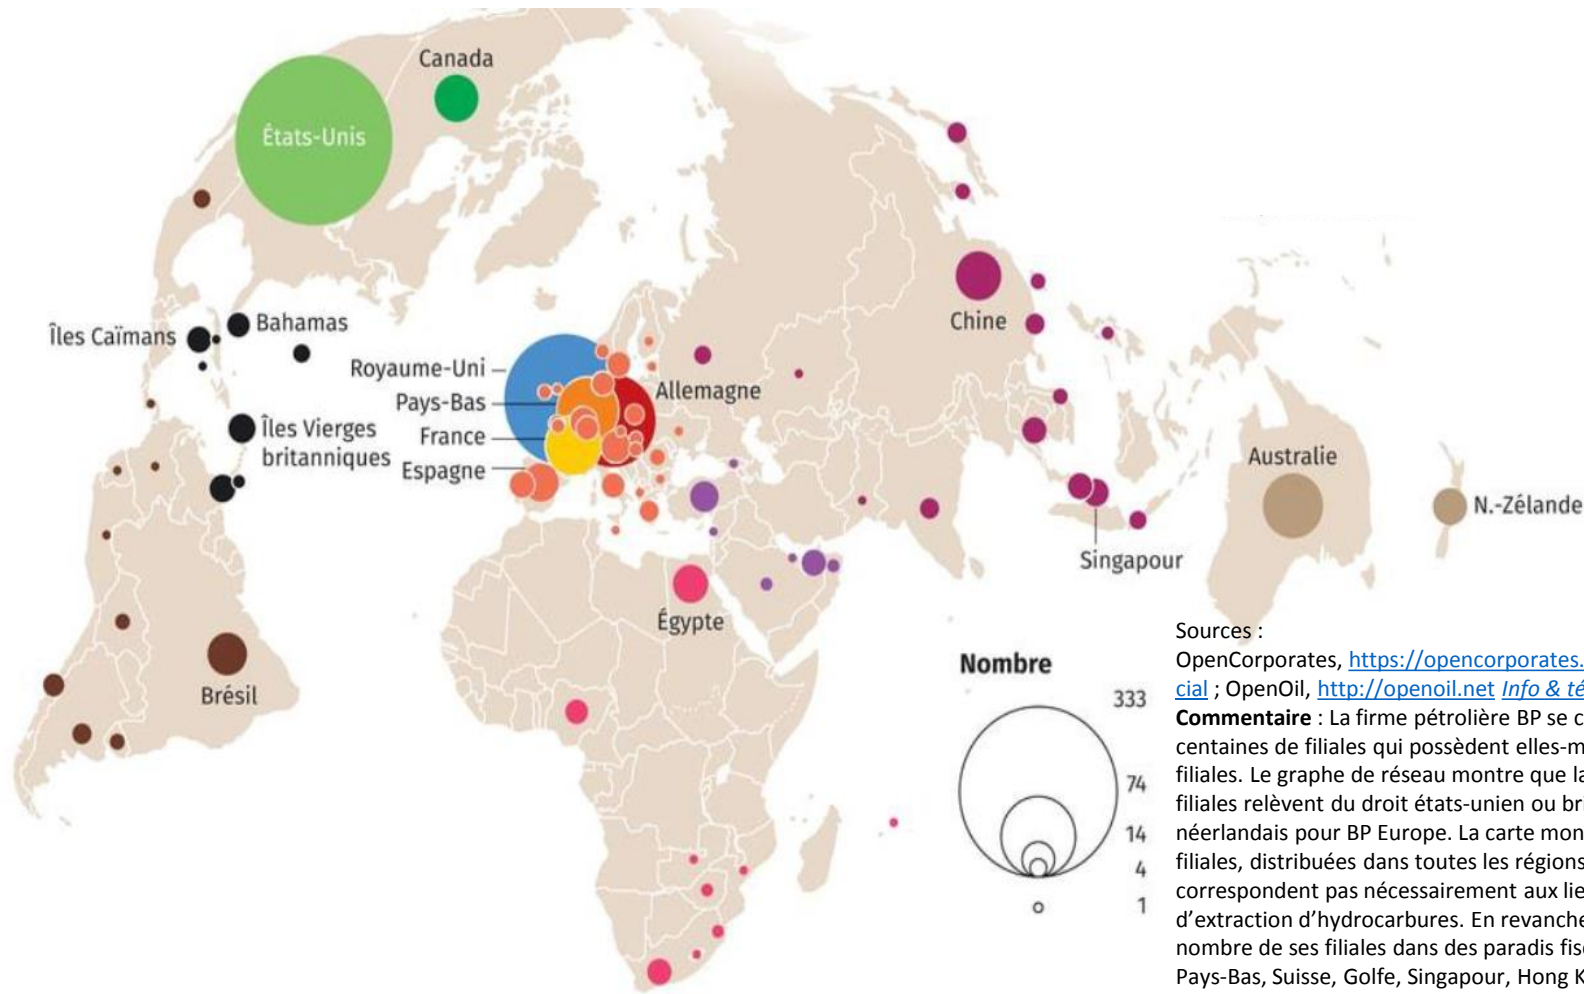 Canada
États-Unis
Îles Caïmans
Bahamas
Royaume-Uni
Pays-Bas
France
Espagne
Allemagne
Îles Vierges
britanniques
Chine
Singapour
Australie
N.-Zélande
Égypte
Brésil
Nombre
333
74
14
4
1
Sources :
OpenCorporates, https://opencorporates.
cial ; OpenOil, http://openoil.net Info & té
Commentaire : La firme pétrolière BP se c
centaines de filiales qui possèdent elles-m
filiales. Le graphe de réseau montre que la
filiales relèvent du droit états-unien ou bri
néerlandais pour BP Europe. La carte mon
filiales, distribuées dans toutes les régions
correspondent pas nécessairement aux lie
d'extraction d'hydrocarbures. En revanche
nombre de ses filiales dans des paradis fisc
Pays-Bas, Suisse, Golfe, Singapour, Hong K